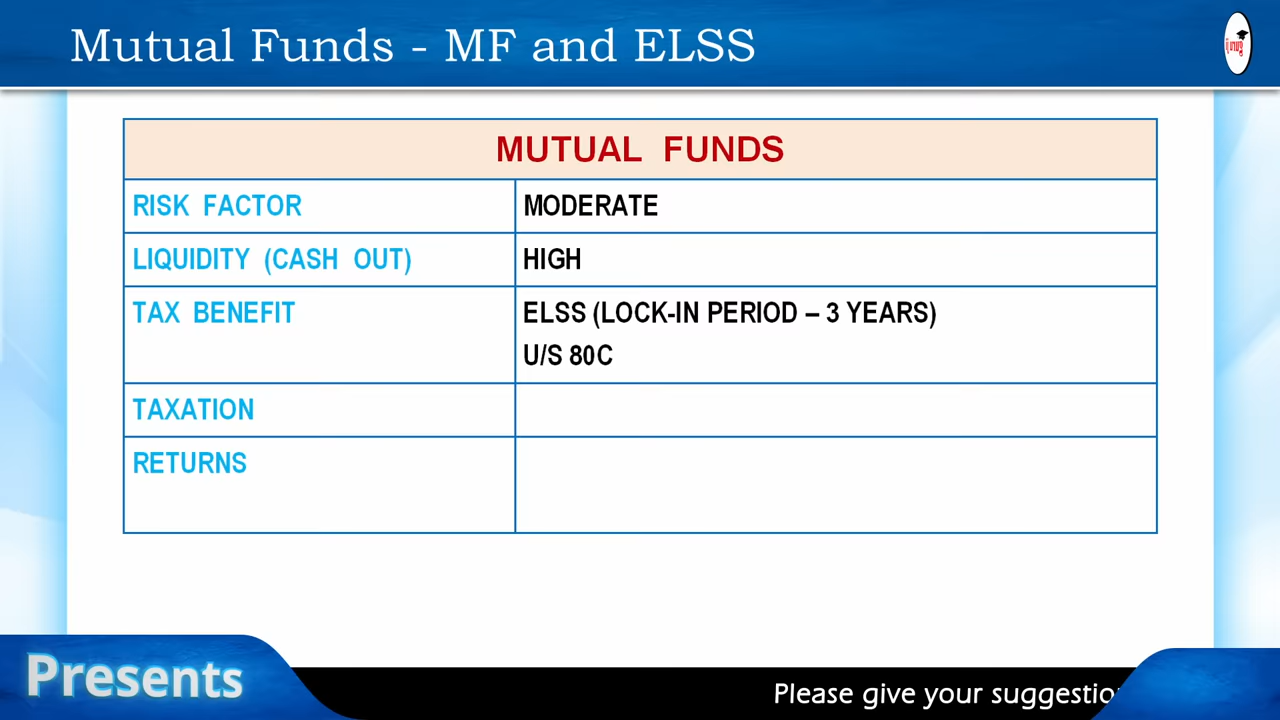 Mutual Funds - MF and ELSS
MUTUAL FUNDS
RISK FACTOR MODERATE
LIQUIDITY (CASH OUT) HIGH
TAX BENEFIT ELSS (LOCK-IN PERIOD – 3 YEARS)
U/S 80C
TAXATION
RETURNS
Presents
Please give your